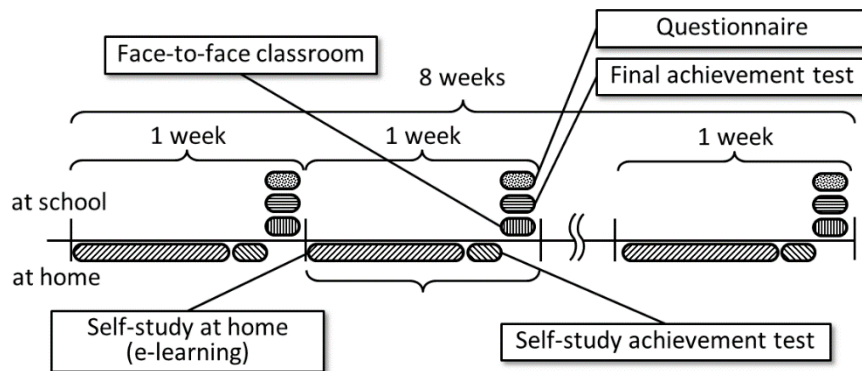 Questionnaire
Face-to-face classroom
Final achievement test
8 weeks
1 week
1 week
1 week
at school
at home
Self-study at home
(e-learning)
Self-study achievement test